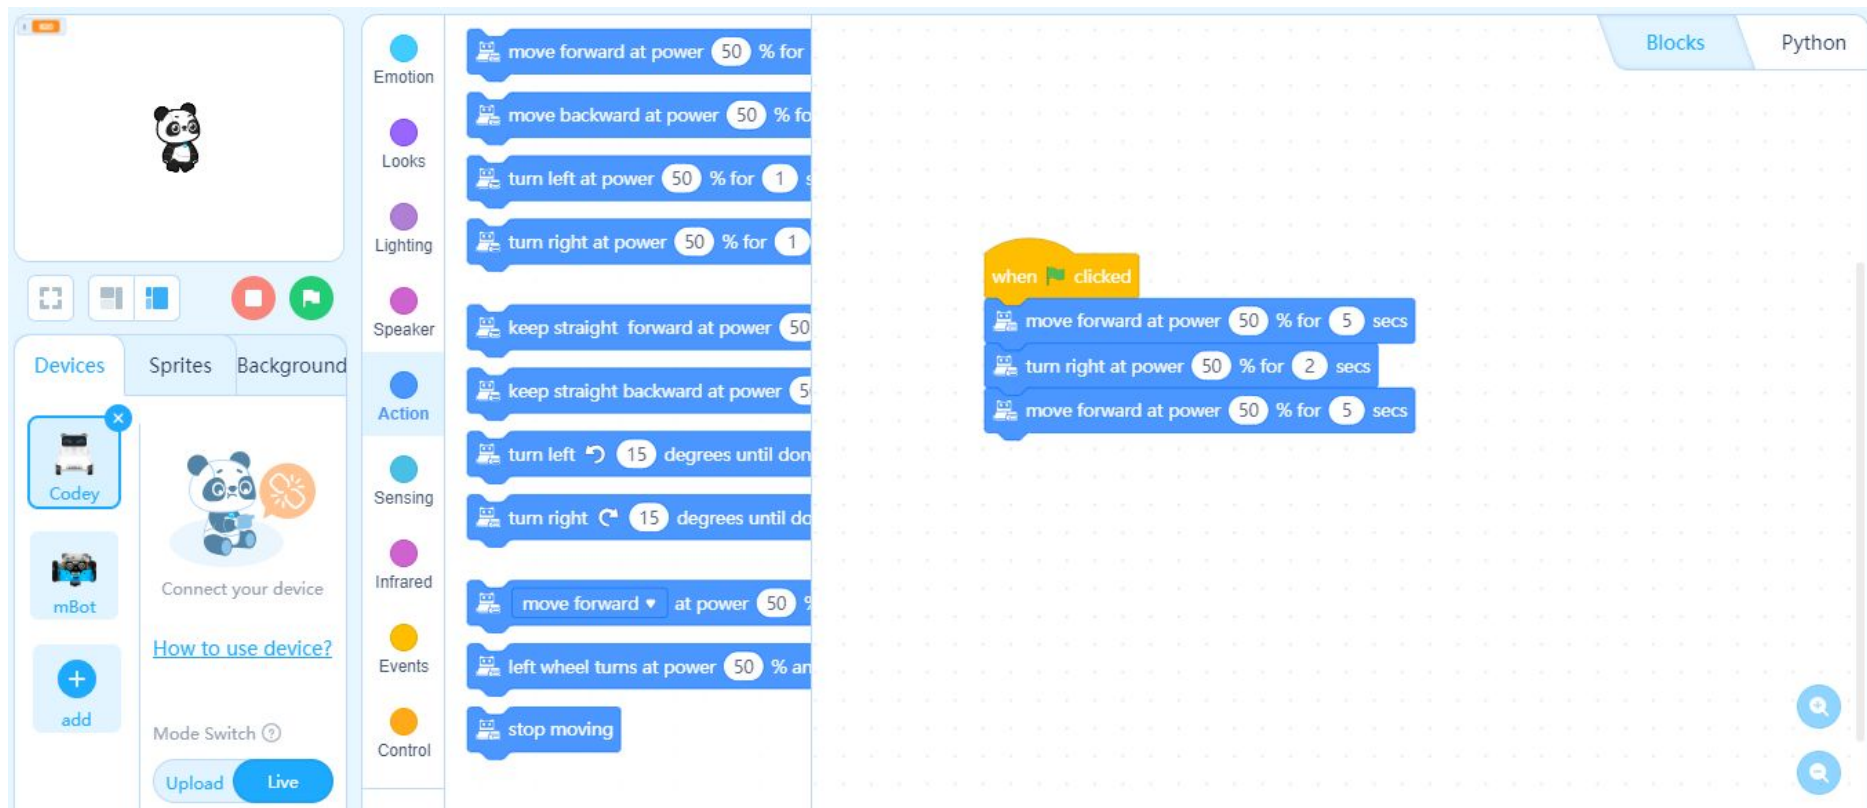 Emotion
Looks
Lighting
Speaker
Action
Sensing
Infrared
Events
Control
move forward at power 50 % for
move backward at power 50 % fo
turn left at power 50 % for 1 s
turn right at power 50 % for 1
keep straight forward at power 50
keep straight backward at power 5
turn left 15 degrees until don
turn right 15 degrees until do
move forward at power 50 %
left wheel turns at power 50 % an
stop moving
Blocks Python
when clicked
move forward at power 50 % for 5 secs
turn right at power 50 % for 2 secs
move forward at power 50 % for 5 secs
Devices Sprites Background
Codey
mBot
add
Connect your device
How to use device?
Mode Switch ?
Upload Live